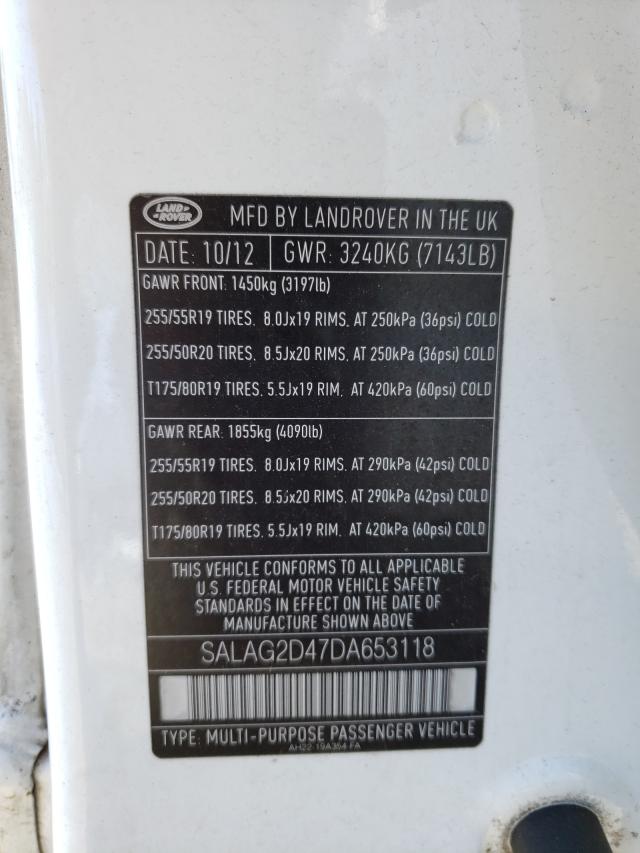 LAND ROVER
MFD BY LANDROVER IN THE UK
DATE: 10/12 GWR: 3240KG (7143LB)
GAWR FRONT: 1450kg (3197lb)
255/55R19 TIRES. 8.0Jx19 RIMS. AT 250kPa (36psi) COLD
255/50R20 TIRES. 8.5Jx20 RIMS. AT 250kPa (36psi) COLD
T175/80R19 TIRES. 5.5Jx19 RIM. AT 420kPa (60psi) COLD
GAWR REAR: 1855kg (4090lb)
255/55R19 TIRES. 8.0Jx19 RIMS. AT 290kPa (42psi) COLD
255/50R20 TIRES. 8.5Jx20 RIMS. AT 290kPa (42psi) COLD
T175/80R19 TIRES. 5.5Jx19 RIM. AT 420kPa (60psi) COLD
THIS VEHICLE CONFORMS TO ALL APPLICABLE
U.S. FEDERAL MOTOR VEHICLE SAFETY
STANDARDS IN EFFECT ON THE DATE OF
MANUFACTURE SHOWN ABOVE
SALAG2D47DA653118
TYPE: MULTI-PURPOSE PASSENGER VEHICLE
AH22-19A364-FA